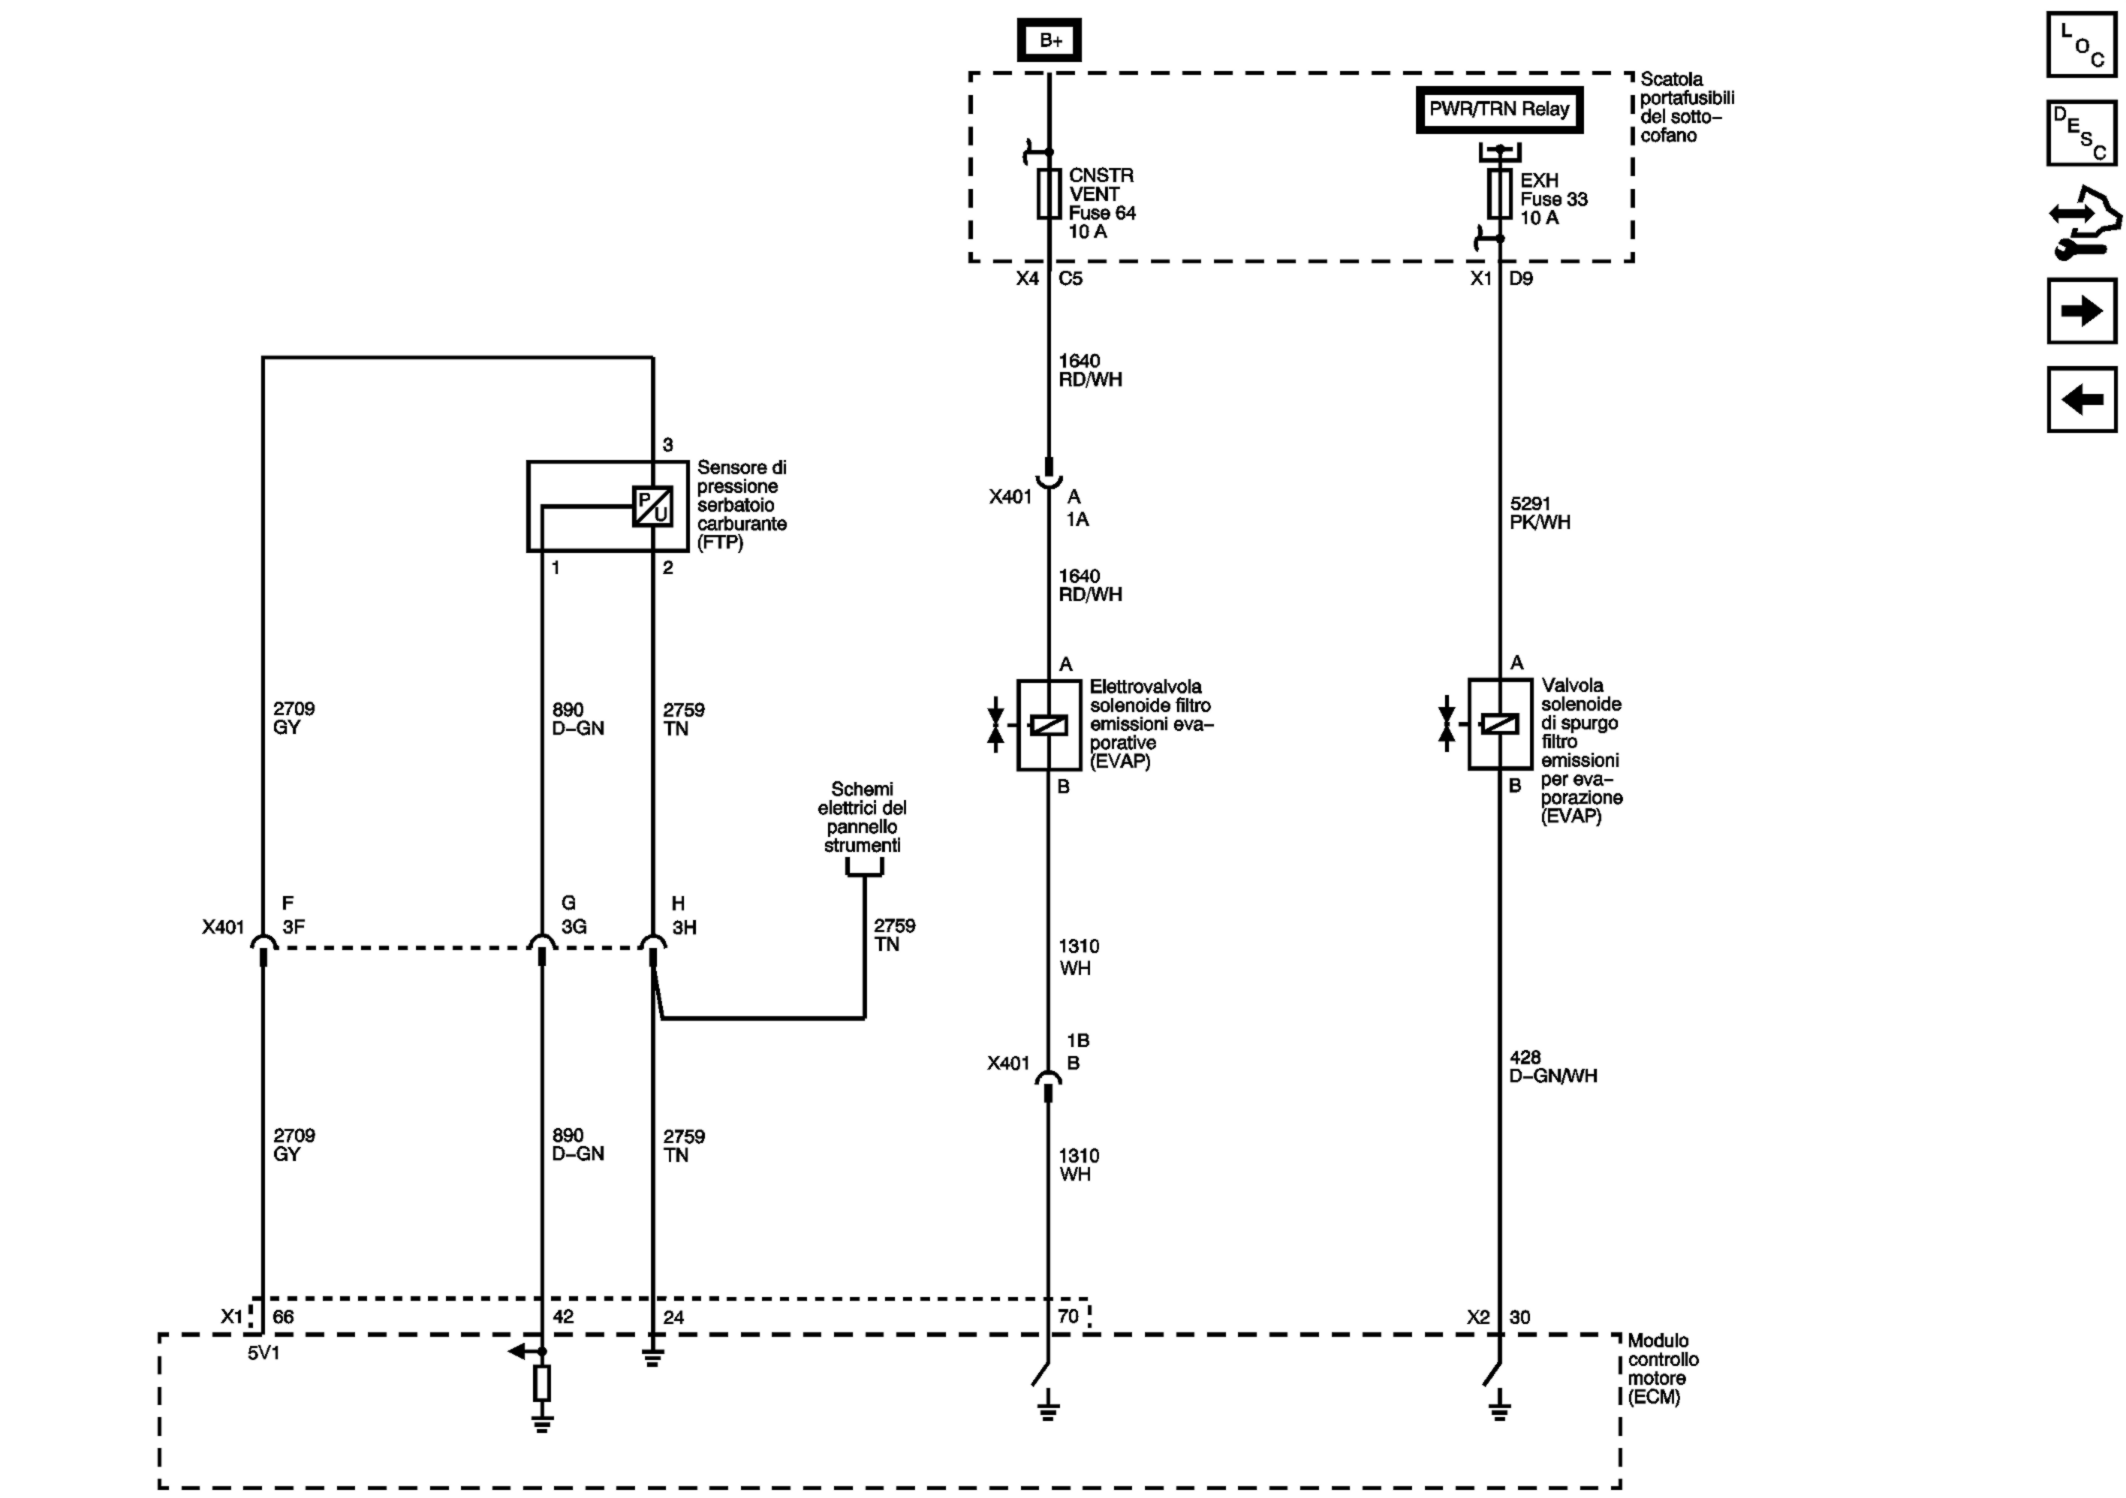 B+
Scatola
portafusibili
del sotto–
cofano
PWR/TRN Relay
CNSTR
VENT
Fuse 64
10 A
EXH
Fuse 33
10 A
X4 C5
X1 D9
L
O
C
D
E
S
C
1640
RD/WH
3
Sensore di
pressione
serbatoio
carburante
(FTP)
P
U
1
2
X401 A
1A
5291
PK/WH
1640
RD/WH
A
Elettrovalvola
solenoide filtro
emissioni eva–
porative
(EVAP)
B
A
Valvola
solenoide
di spurgo
filtro
emissioni
per eva–
porazione
(EVAP)
B
2709
GY
890
D–GN
2759
TN
Schemi
elettrici del
pannello
strumenti
F
X401 3F
G
3G
H
3H
2759
TN
1310
WH
1B
X401 B
428
D–GN/WH
2709
GY
890
D–GN
2759
TN
1310
WH
X1 66
42
24
70
X2 30
5V1
Modulo
controllo
motore
(ECM)